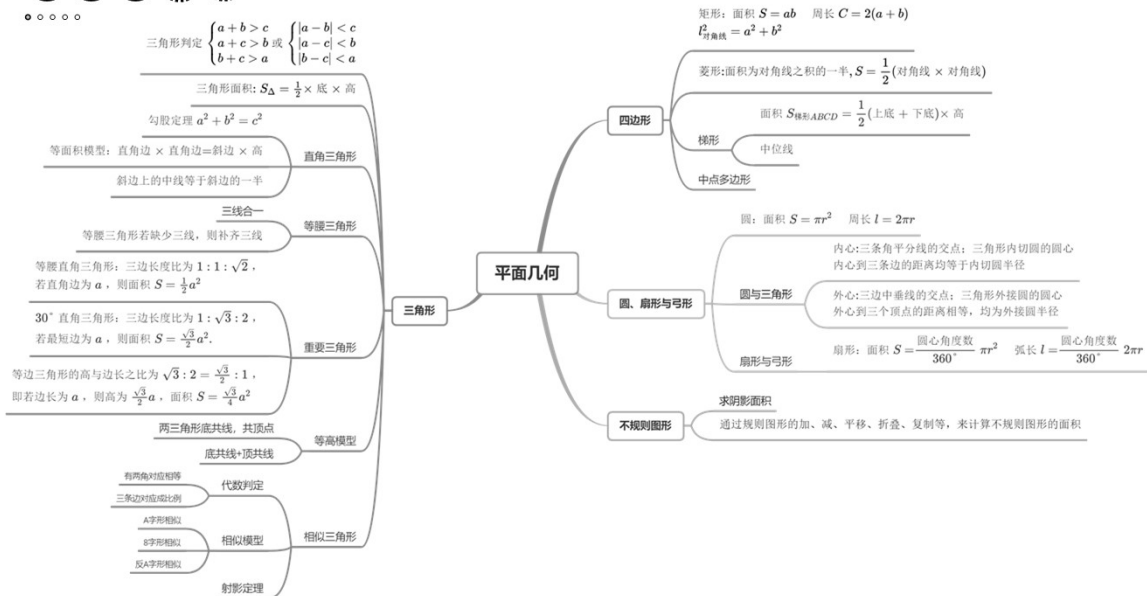 平面几何
三角形
三角形判定 {a + b > c  a + c > b  b + c > a 或 {|a − b| < c  |a − c| < b  |b − c| < a
三角形面积: S_Δ = 1/2 × 底 × 高
直角三角形
勾股定理 a² + b² = c²
等面积模型：直角边 × 直角边=斜边 × 高
斜边上的中线等于斜边的一半
等腰三角形
三线合一
等腰三角形若缺少三线，则补齐三线
重要三角形
等腰直角三角形：三边长度比为 1 : 1 : √2 ，
若直角边为 a ，则面积 S = 1/2 a²
30° 直角三角形：三边长度比为 1 : √3 : 2 ，
若最短边为 a ，则面积 S = √3/2 a².
等边三角形的高与边长之比为 √3 : 2 = √3/2 : 1 ，
即若边长为 a ，则高为 √3/2 a ，面积 S = √3/4 a²
等高模型
两三角形底共线，共顶点
底共线+顶共线
相似三角形
代数判定
有两角对应相等
三条边对应成比例
相似模型
A字形相似
8字形相似
反A字形相似
射影定理
四边形
矩形：面积 S = ab 周长 C = 2(a + b)
l²对角线 = a² + b²
菱形:面积为对角线之积的一半, S = 1/2(对角线 × 对角线)
梯形
面积 S梯形ABCD = 1/2(上底 + 下底)× 高
中位线
中点多边形
圆、扇形与弓形
圆：面积 S = πr² 周长 l = 2πr
圆与三角形
内心:三条角平分线的交点；三角形内切圆的圆心
内心到三条边的距离均等于内切圆半径
外心:三边中垂线的交点；三角形外接圆的圆心
外心到三个顶点的距离相等，均为外接圆半径
扇形与弓形
扇形：面积 S = 圆心角度数/360° πr² 弧长 l = 圆心角度数/360° 2πr
不规则图形
求阴影面积
通过规则图形的加、减、平移、折叠、复制等，来计算不规则图形的面积